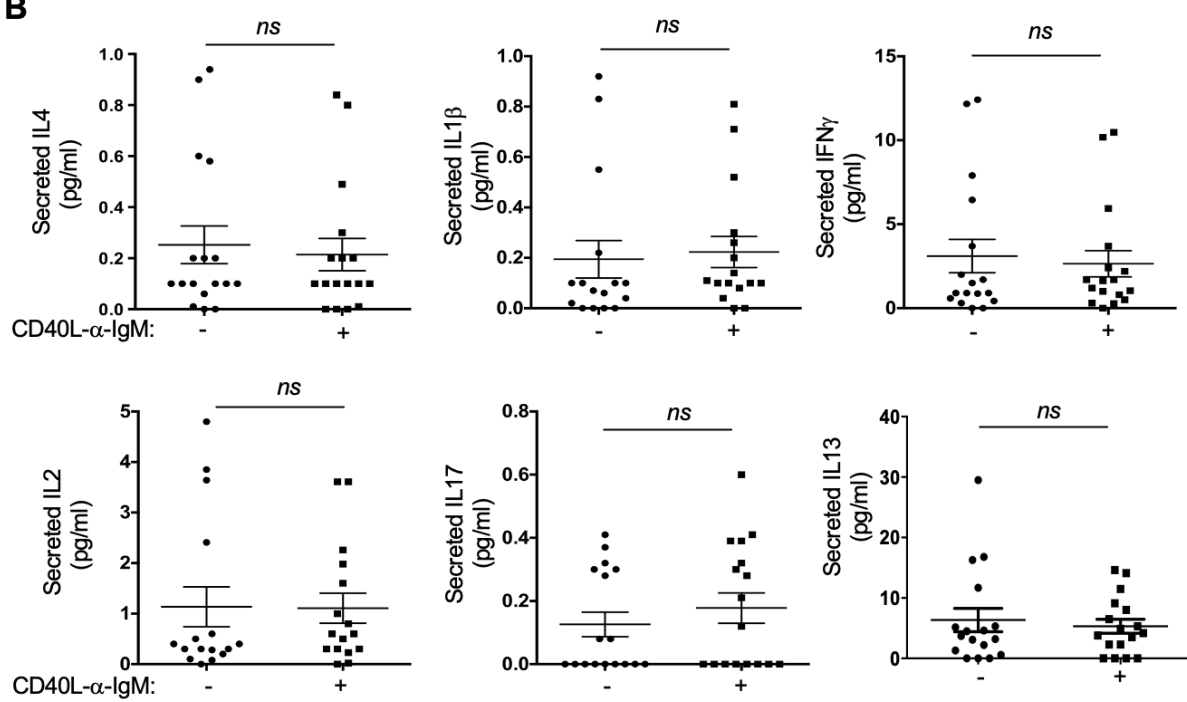 B
ns
ns
ns
Secreted IL4
(pg/ml)
1.0
0.8
0.6
0.4
0.2
0.0
Secreted IL1β
(pg/ml)
1.0
0.8
0.6
0.4
0.2
0.0
Secreted IFNγ
(pg/ml)
15
10
5
0
CD40L-α-IgM: - + - + - +
ns
ns
ns
Secreted IL2
(pg/ml)
5
4
3
2
1
0
Secreted IL17
(pg/ml)
0.8
0.6
0.4
0.2
0.0
Secreted IL13
(pg/ml)
40
30
20
10
0
CD40L-α-IgM: - + - + - +